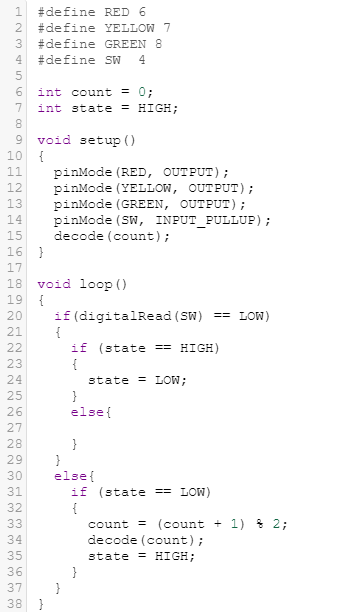 1 #define RED 6
2 #define YELLOW 7
3 #define GREEN 8
4 #define SW  4
5
6 int count = 0;
7 int state = HIGH;
8
9 void setup()
10 {
11   pinMode(RED, OUTPUT);
12   pinMode(YELLOW, OUTPUT);
13   pinMode(GREEN, OUTPUT);
14   pinMode(SW, INPUT_PULLUP);
15   decode(count);
16 }
17
18 void loop()
19 {
20   if(digitalRead(SW) == LOW)
21   {
22     if (state == HIGH)
23     {
24       state = LOW;
25     }
26     else{
27
28     }
29   }
30   else{
31     if (state == LOW)
32     {
33       count = (count + 1) % 2;
34       decode(count);
35       state = HIGH;
36     }
37   }
38 }